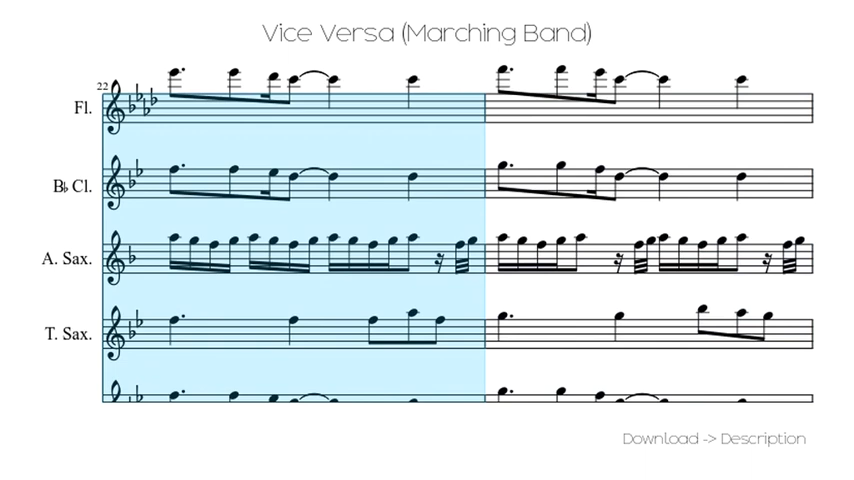 Vice Versa (Marching Band)
22
Fl.
B♭ Cl.
A. Sax.
T. Sax.
Download -> Description